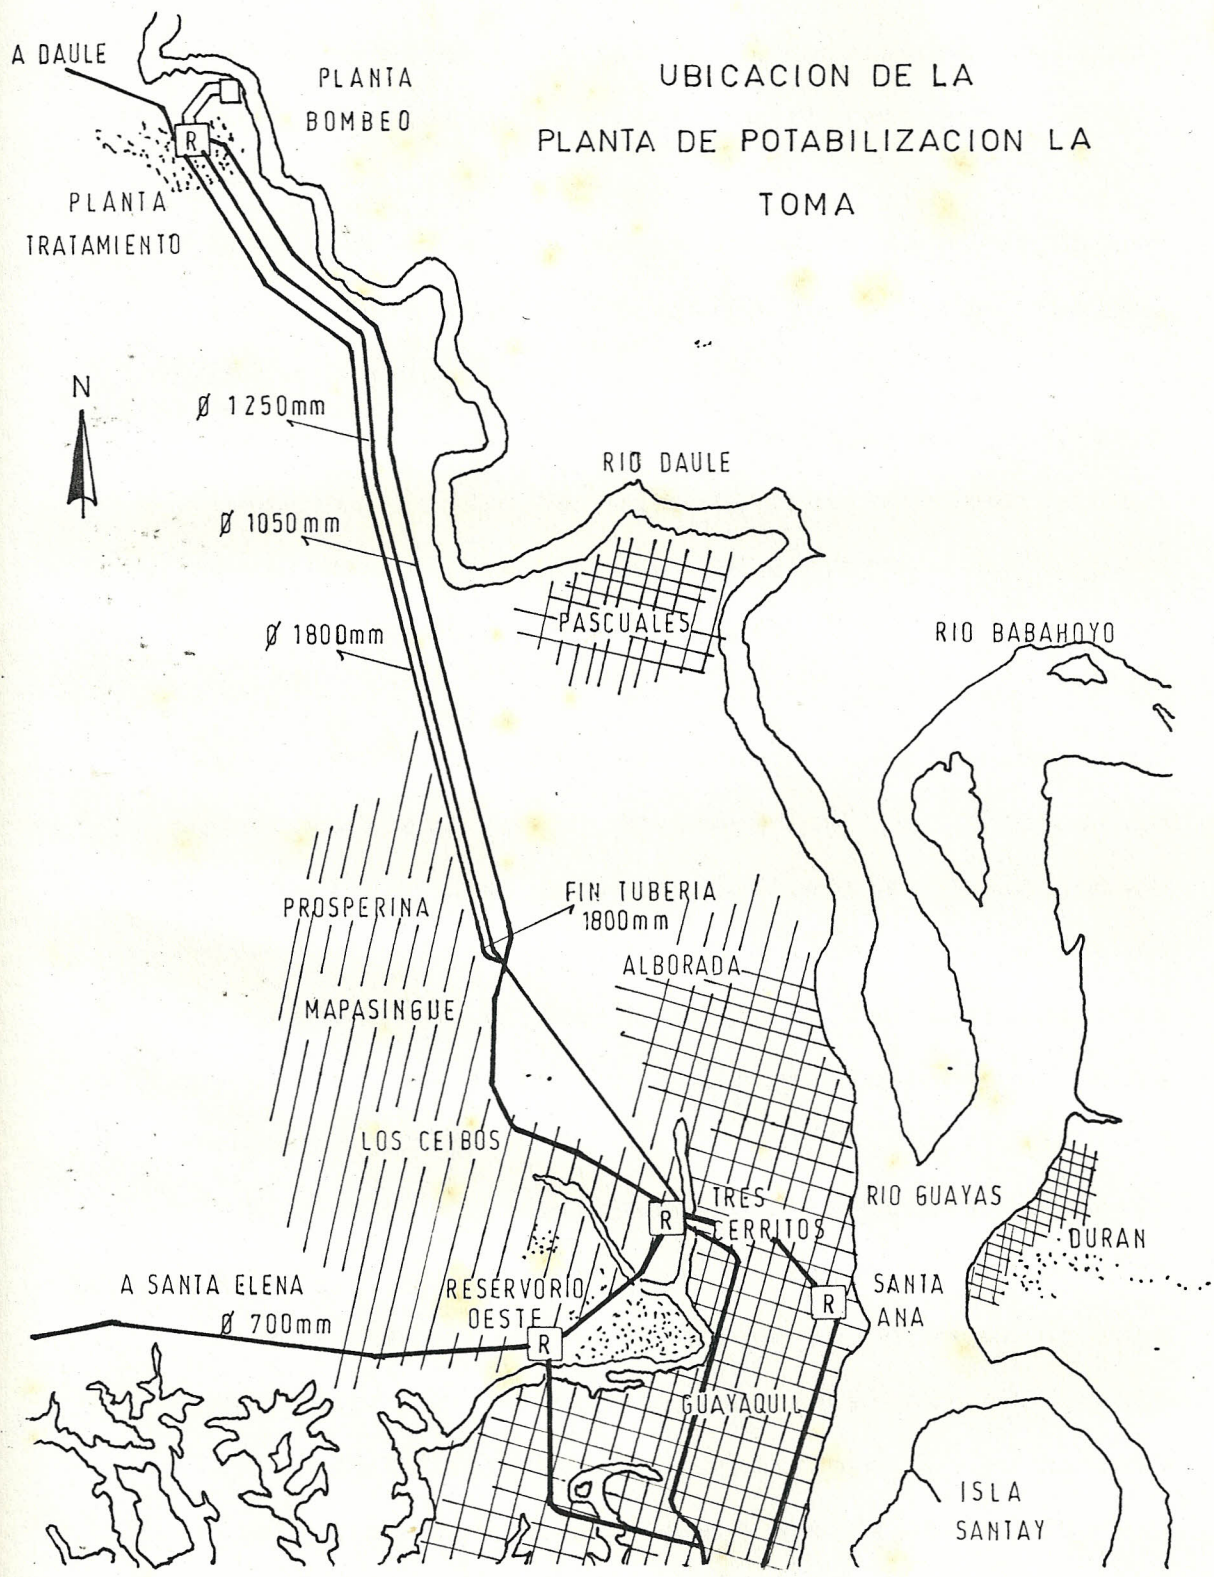 A DAULE
PLANTA
BOMBEO
UBICACION DE LA
PLANTA DE POTABILIZACION LA
TOMA
R
PLANTA
TRATAMIENTO
N
Ø 1250mm
RIO DAULE
Ø 1050mm
PASCUALES
Ø 1800mm
RIO BABAHOYO
PROSPERINA
FIN TUBERIA
1800mm
ALBORADA
MAPASINGUE
LOS CEIBOS
TRES
CERRITOS
R
RIO GUAYAS
DURAN
A SANTA ELENA
Ø 700mm
RESERVORIO
OESTE
R
R
SANTA
ANA
GUAYAQUIL
ISLA
SANTAY